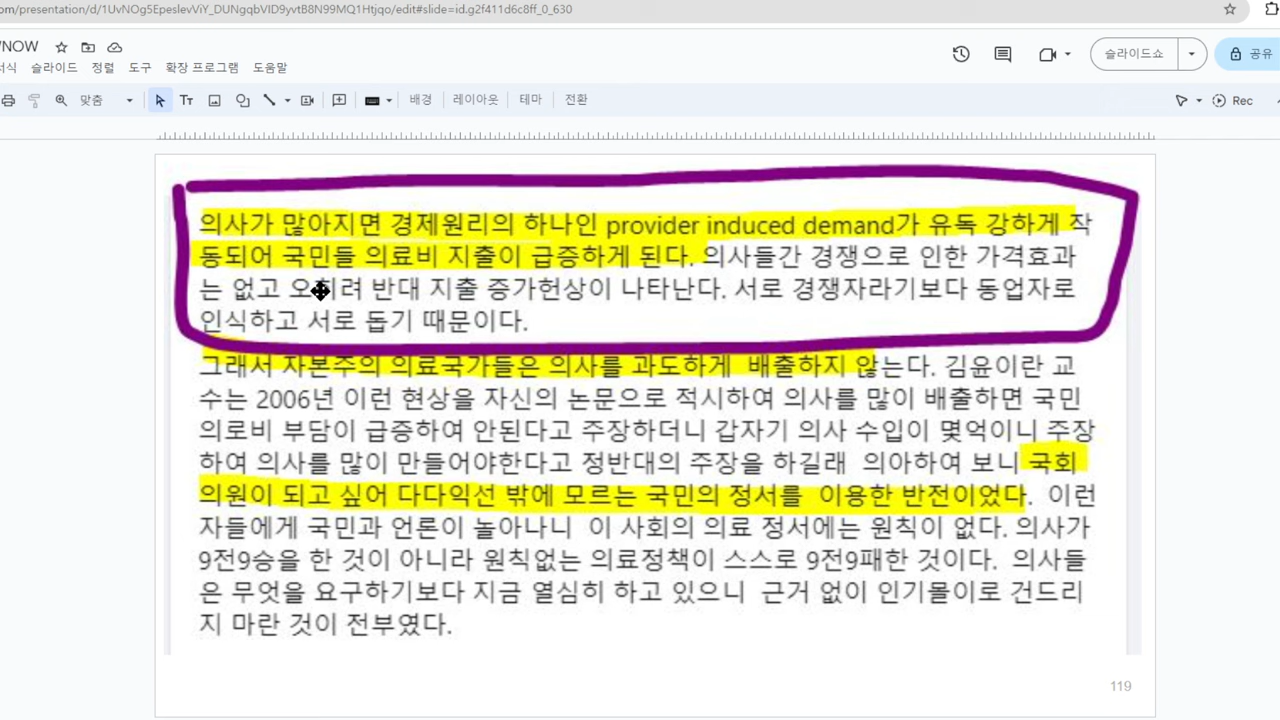 om/presentation/d/1UvNOg5EpeslevViY_DUNgqbVID9yvtB8N99MQ1Htjqo/edit#slide=id.g2f411d6c8ff_0_630
/NOW
서식 슬라이드 정렬 도구 확장 프로그램 도움말
슬라이드쇼
공유
맞춤
배경 레이아웃 테마 전환
Rec
의사가 많아지면 경제원리의 하나인 provider induced demand가 유독 강하게 작
동되어 국민들 의료비 지출이 급증하게 된다. 의사들간 경쟁으로 인한 가격효과
는 없고 오히려 반대 지출 증가헌상이 나타난다. 서로 경쟁자라기보다 동업자로
인식하고 서로 돕기 때문이다.
그래서 자본주의 의료국가들은 의사를 과도하게 배출하지 않는다. 김윤이란 교
수는 2006년 이런 현상을 자신의 논문으로 적시하여 의사를 많이 배출하면 국민
의로비 부담이 급증하여 안된다고 주장하더니 갑자기 의사 수입이 몇억이니 주장
하여 의사를 많이 만들어야한다고 정반대의 주장을 하길래 의아하여 보니 국회
의원이 되고 싶어 다다익선 밖에 모르는 국민의 정서를 이용한 반전이었다. 이런
자들에게 국민과 언론이 놀아나니 이 사회의 의료 정서에는 원칙이 없다. 의사가
9전9승을 한 것이 아니라 원칙없는 의료정책이 스스로 9전9패한 것이다. 의사들
은 무엇을 요구하기보다 지금 열심히 하고 있으니 근거 없이 인기몰이로 건드리
지 마란 것이 전부였다.
119